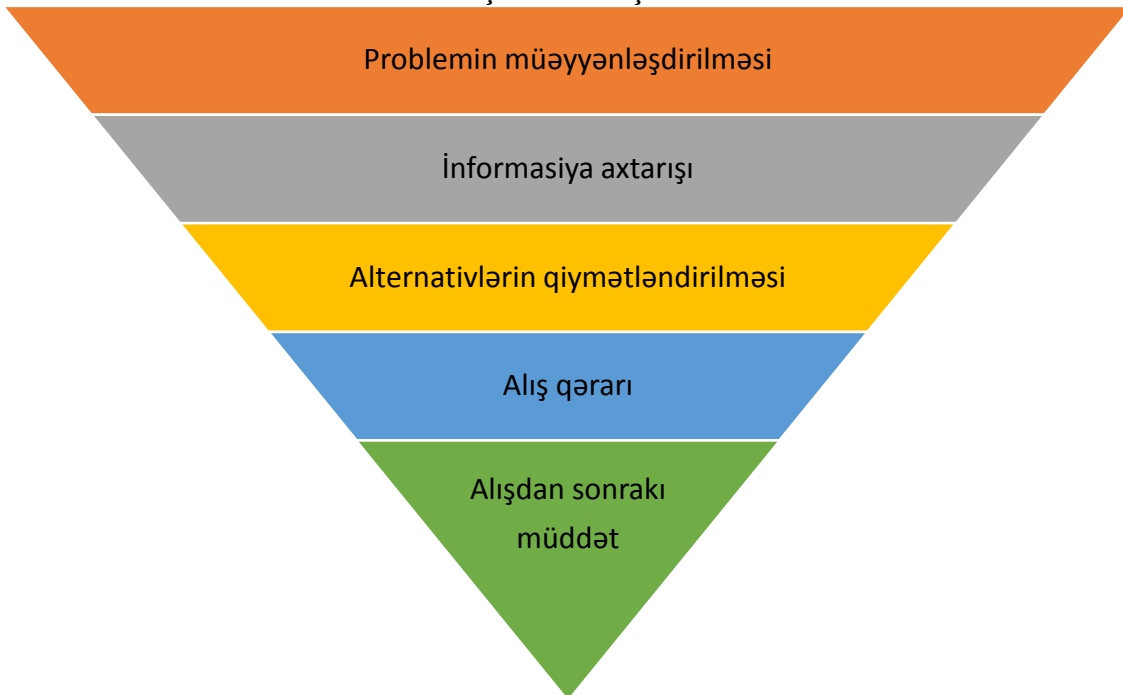 Problemin müəyyənləşdirilməsi
İnformasiya axtarışı
Alternativlərin qiymətləndirilməsi
Alış qərarı
Alışdan sonrakı
müddət